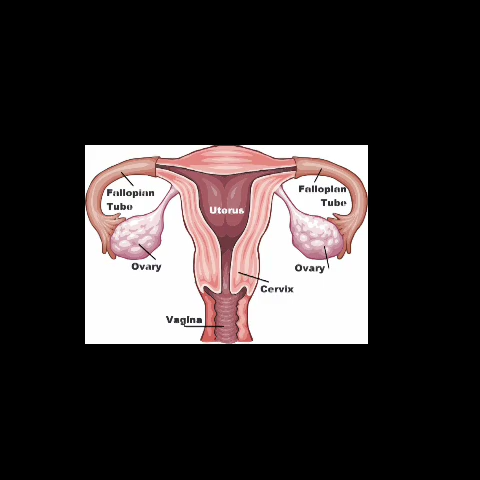 Fallopian
Tube
Fallopian
Tube
Uterus
Ovary
Ovary
Cervix
Vagina